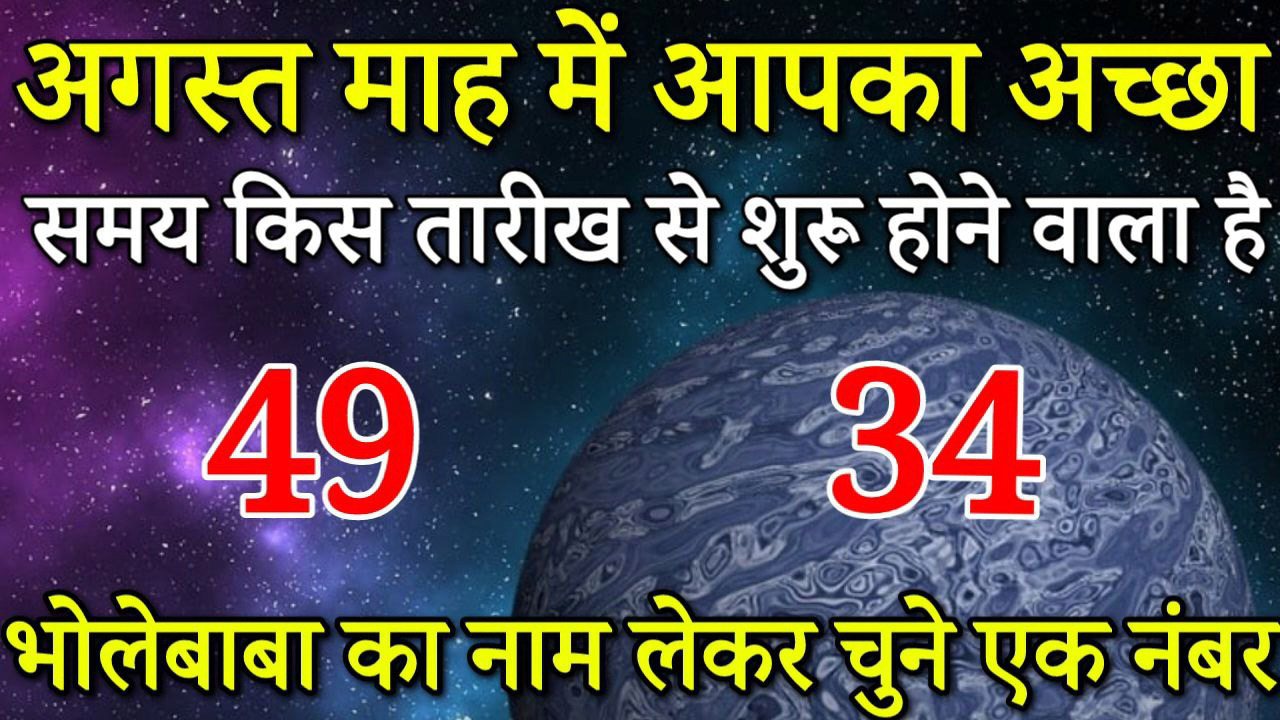 अगस्त माह में आपका अच्छा
समय किस तारीख से शुरू होने वाला है
49 34
भोलेबाबा का नाम लेकर चुने एक नंबर